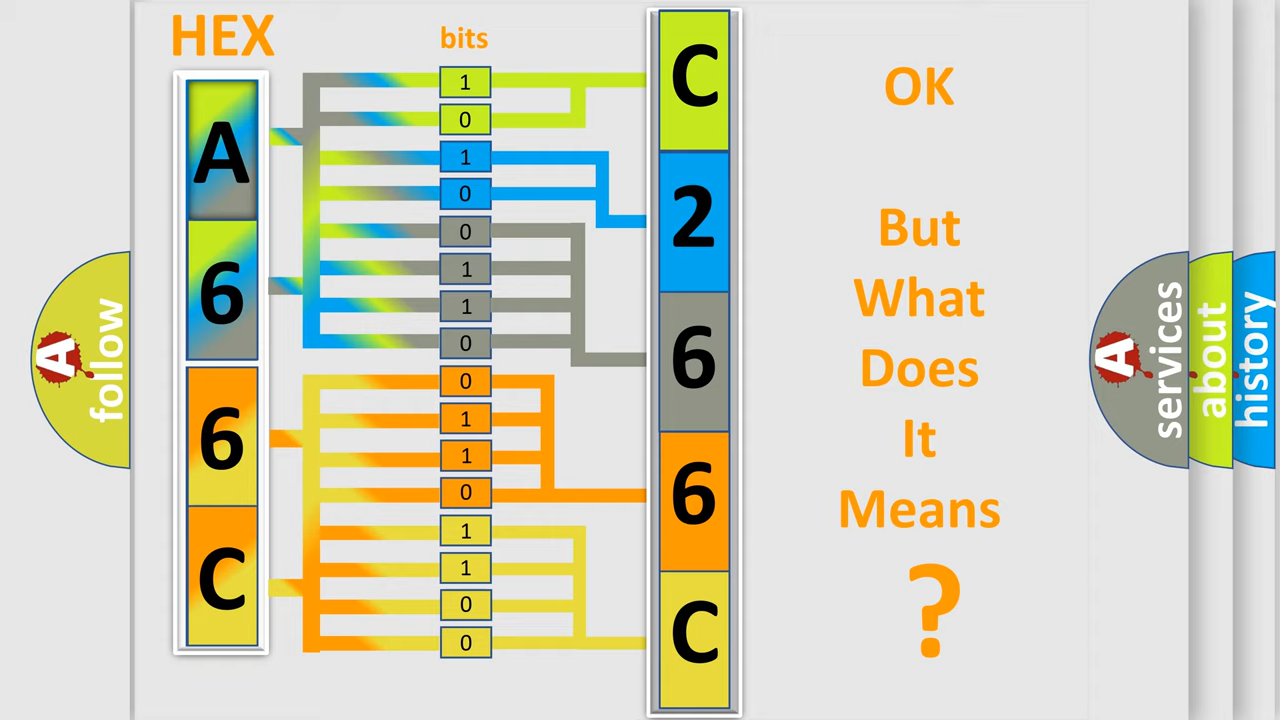 HEX
bits
A
6
6
C
1
0
1
0
0
1
1
0
0
1
1
0
1
1
0
0
C
2
6
6
C
OK
But
What
Does
It
Means
?
A
follow
A
services
about
history